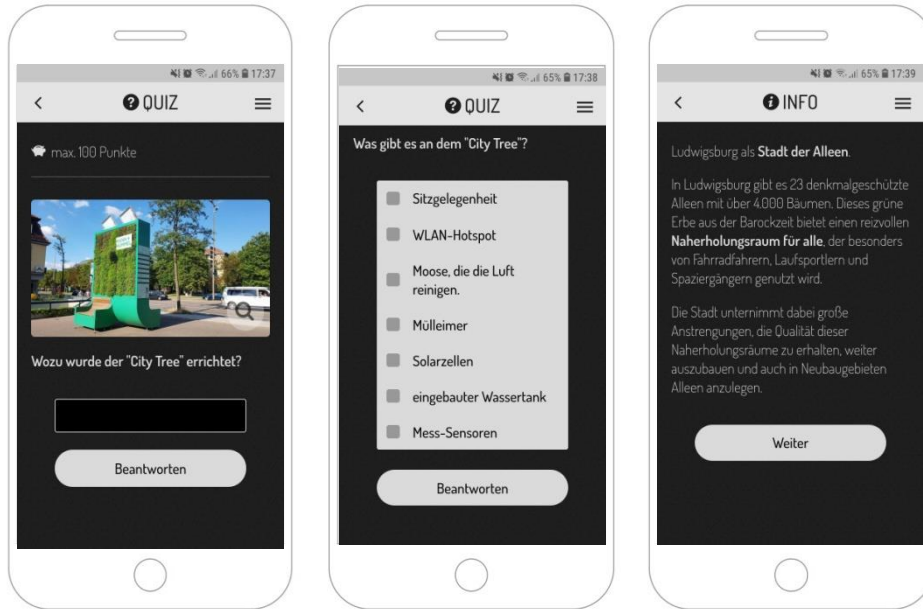 66% 17:37
QUIZ
max. 100 Punkte
Wozu wurde der "City Tree" errichtet?
Beantworten
65% 17:38
QUIZ
Was gibt es an dem "City Tree"?
Sitzgelegenheit
WLAN-Hotspot
Moose, die die Luft
reinigen.
Mülleimer
Solarzellen
eingebauter Wassertank
Mess-Sensoren
Beantworten
65% 17:39
INFO
Ludwigsburg als Stadt der Alleen.
In Ludwigsburg gibt es 23 denkmalgeschützte
Alleen mit über 4.000 Bäumen. Dieses grüne
Erbe aus der Barockzeit bietet einen reizvollen
Naherholungsraum für alle, der besonders
von Fahrradfahrern, Laufsportlern und
Spaziergängern genutzt wird.
Die Stadt unternimmt dabei große
Anstrengungen, die Qualität dieser
Naherholungsräume zu erhalten, weiter
auszubauen und auch in Neubaugebieten
Alleen anzulegen.
Weiter